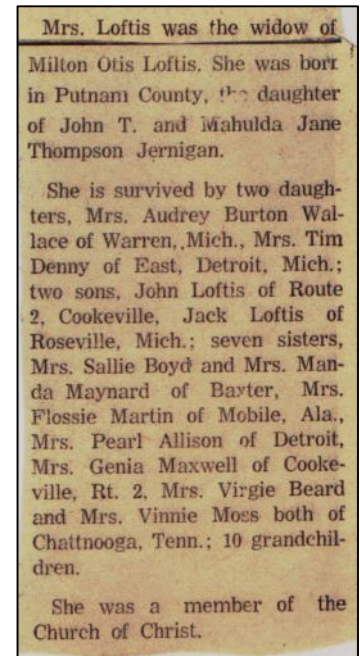 Mrs. Loftis was the widow of
Milton Otis Loftis. She was born
in Putnam County, the daughter
of John T. and Mahulda Jane
Thompson Jernigan.
She is survived by two daugh-
ters, Mrs. Audrey Burton Wal-
lace of Warren, Mich., Mrs. Tim
Denny of East, Detroit, Mich.;
two sons, John Loftis of Route
2, Cookeville, Jack Loftis of
Roseville, Mich.; seven sisters,
Mrs. Sallie Boyd and Mrs. Man-
da Maynard of Baxter, Mrs.
Flossie Martin of Mobile, Ala.,
Mrs. Pearl Allison of Detroit,
Mrs. Genia Maxwell of Cooke-
ville, Rt. 2, Mrs. Virgie Beard
and Mrs. Vinnie Moss both of
Chattnooga, Tenn.; 10 grandchil-
dren.
She was a member of the
Church of Christ.